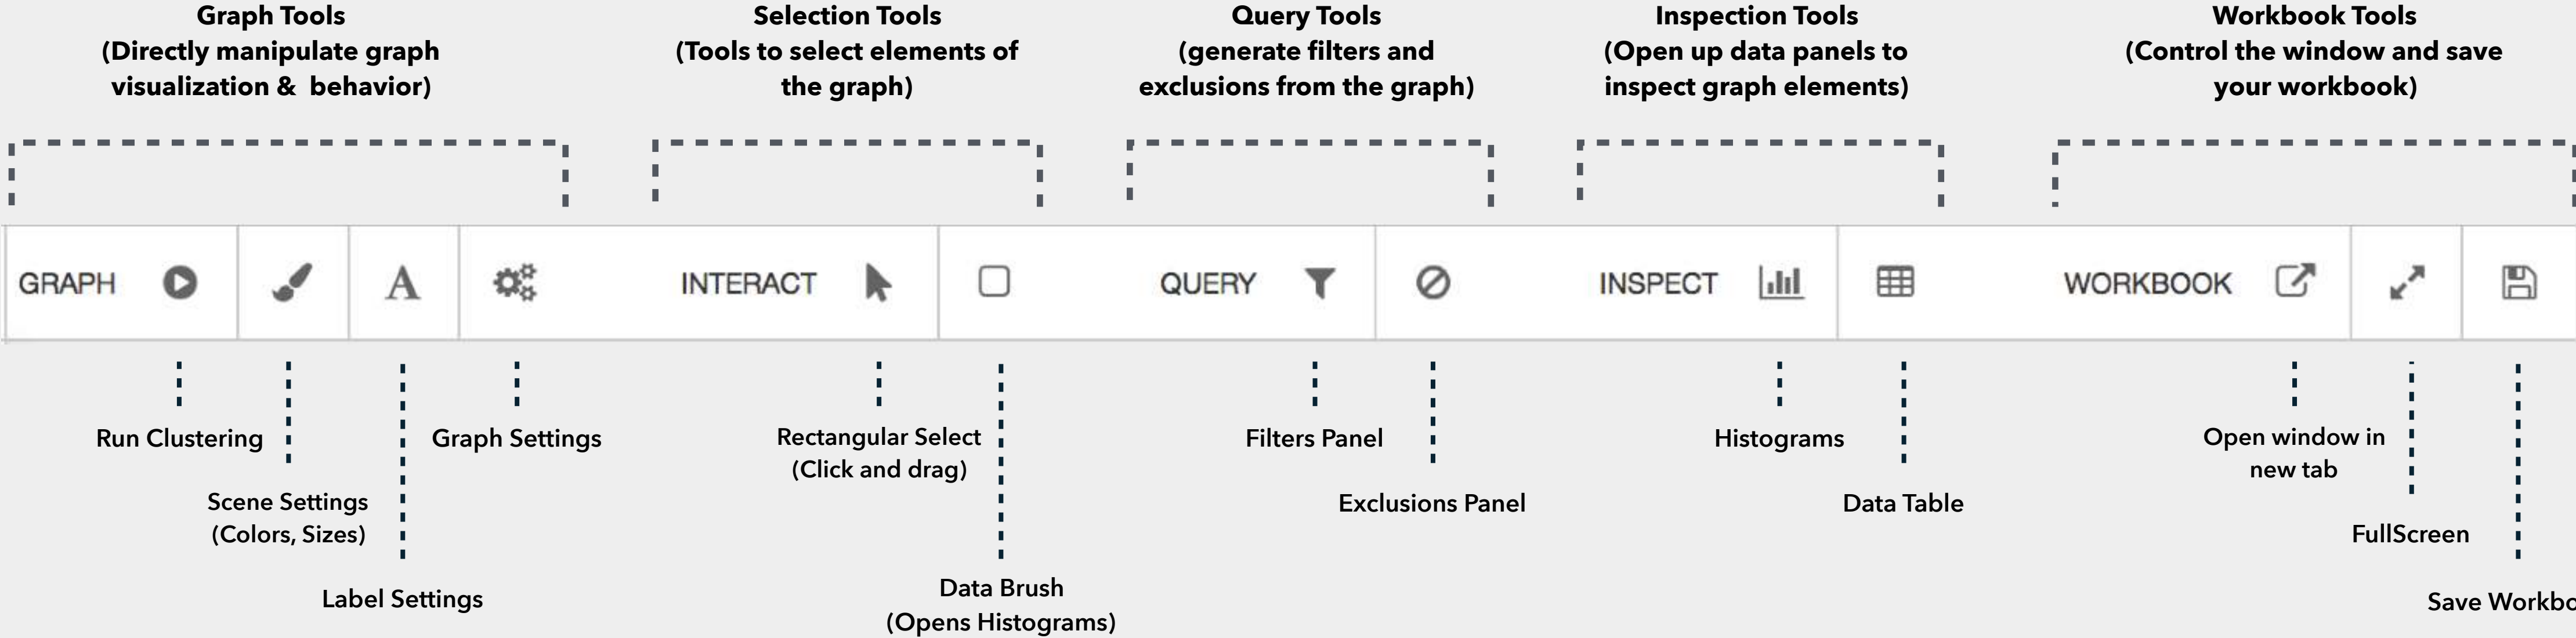 Graph Tools
(Directly manipulate graph
visualization & behavior)
Selection Tools
(Tools to select elements of
the graph)
Query Tools
(generate filters and
exclusions from the graph)
Inspection Tools
(Open up data panels to
inspect graph elements)
Workbook Tools
(Control the window and save
your workbook)
GRAPH
INTERACT
QUERY
INSPECT
WORKBOOK
Run Clustering
Scene Settings
(Colors, Sizes)
Label Settings
Graph Settings
Rectangular Select
(Click and drag)
Data Brush
(Opens Histograms)
Filters Panel
Exclusions Panel
Histograms
Data Table
Open window in
new tab
FullScreen
Save